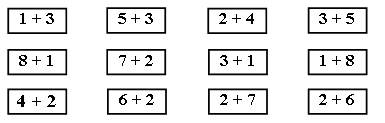 1 + 3 5 + 3 2 + 4 3 + 5
8 + 1 7 + 2 3 + 1 1 + 8
4 + 2 6 + 2 2 + 7 2 + 6